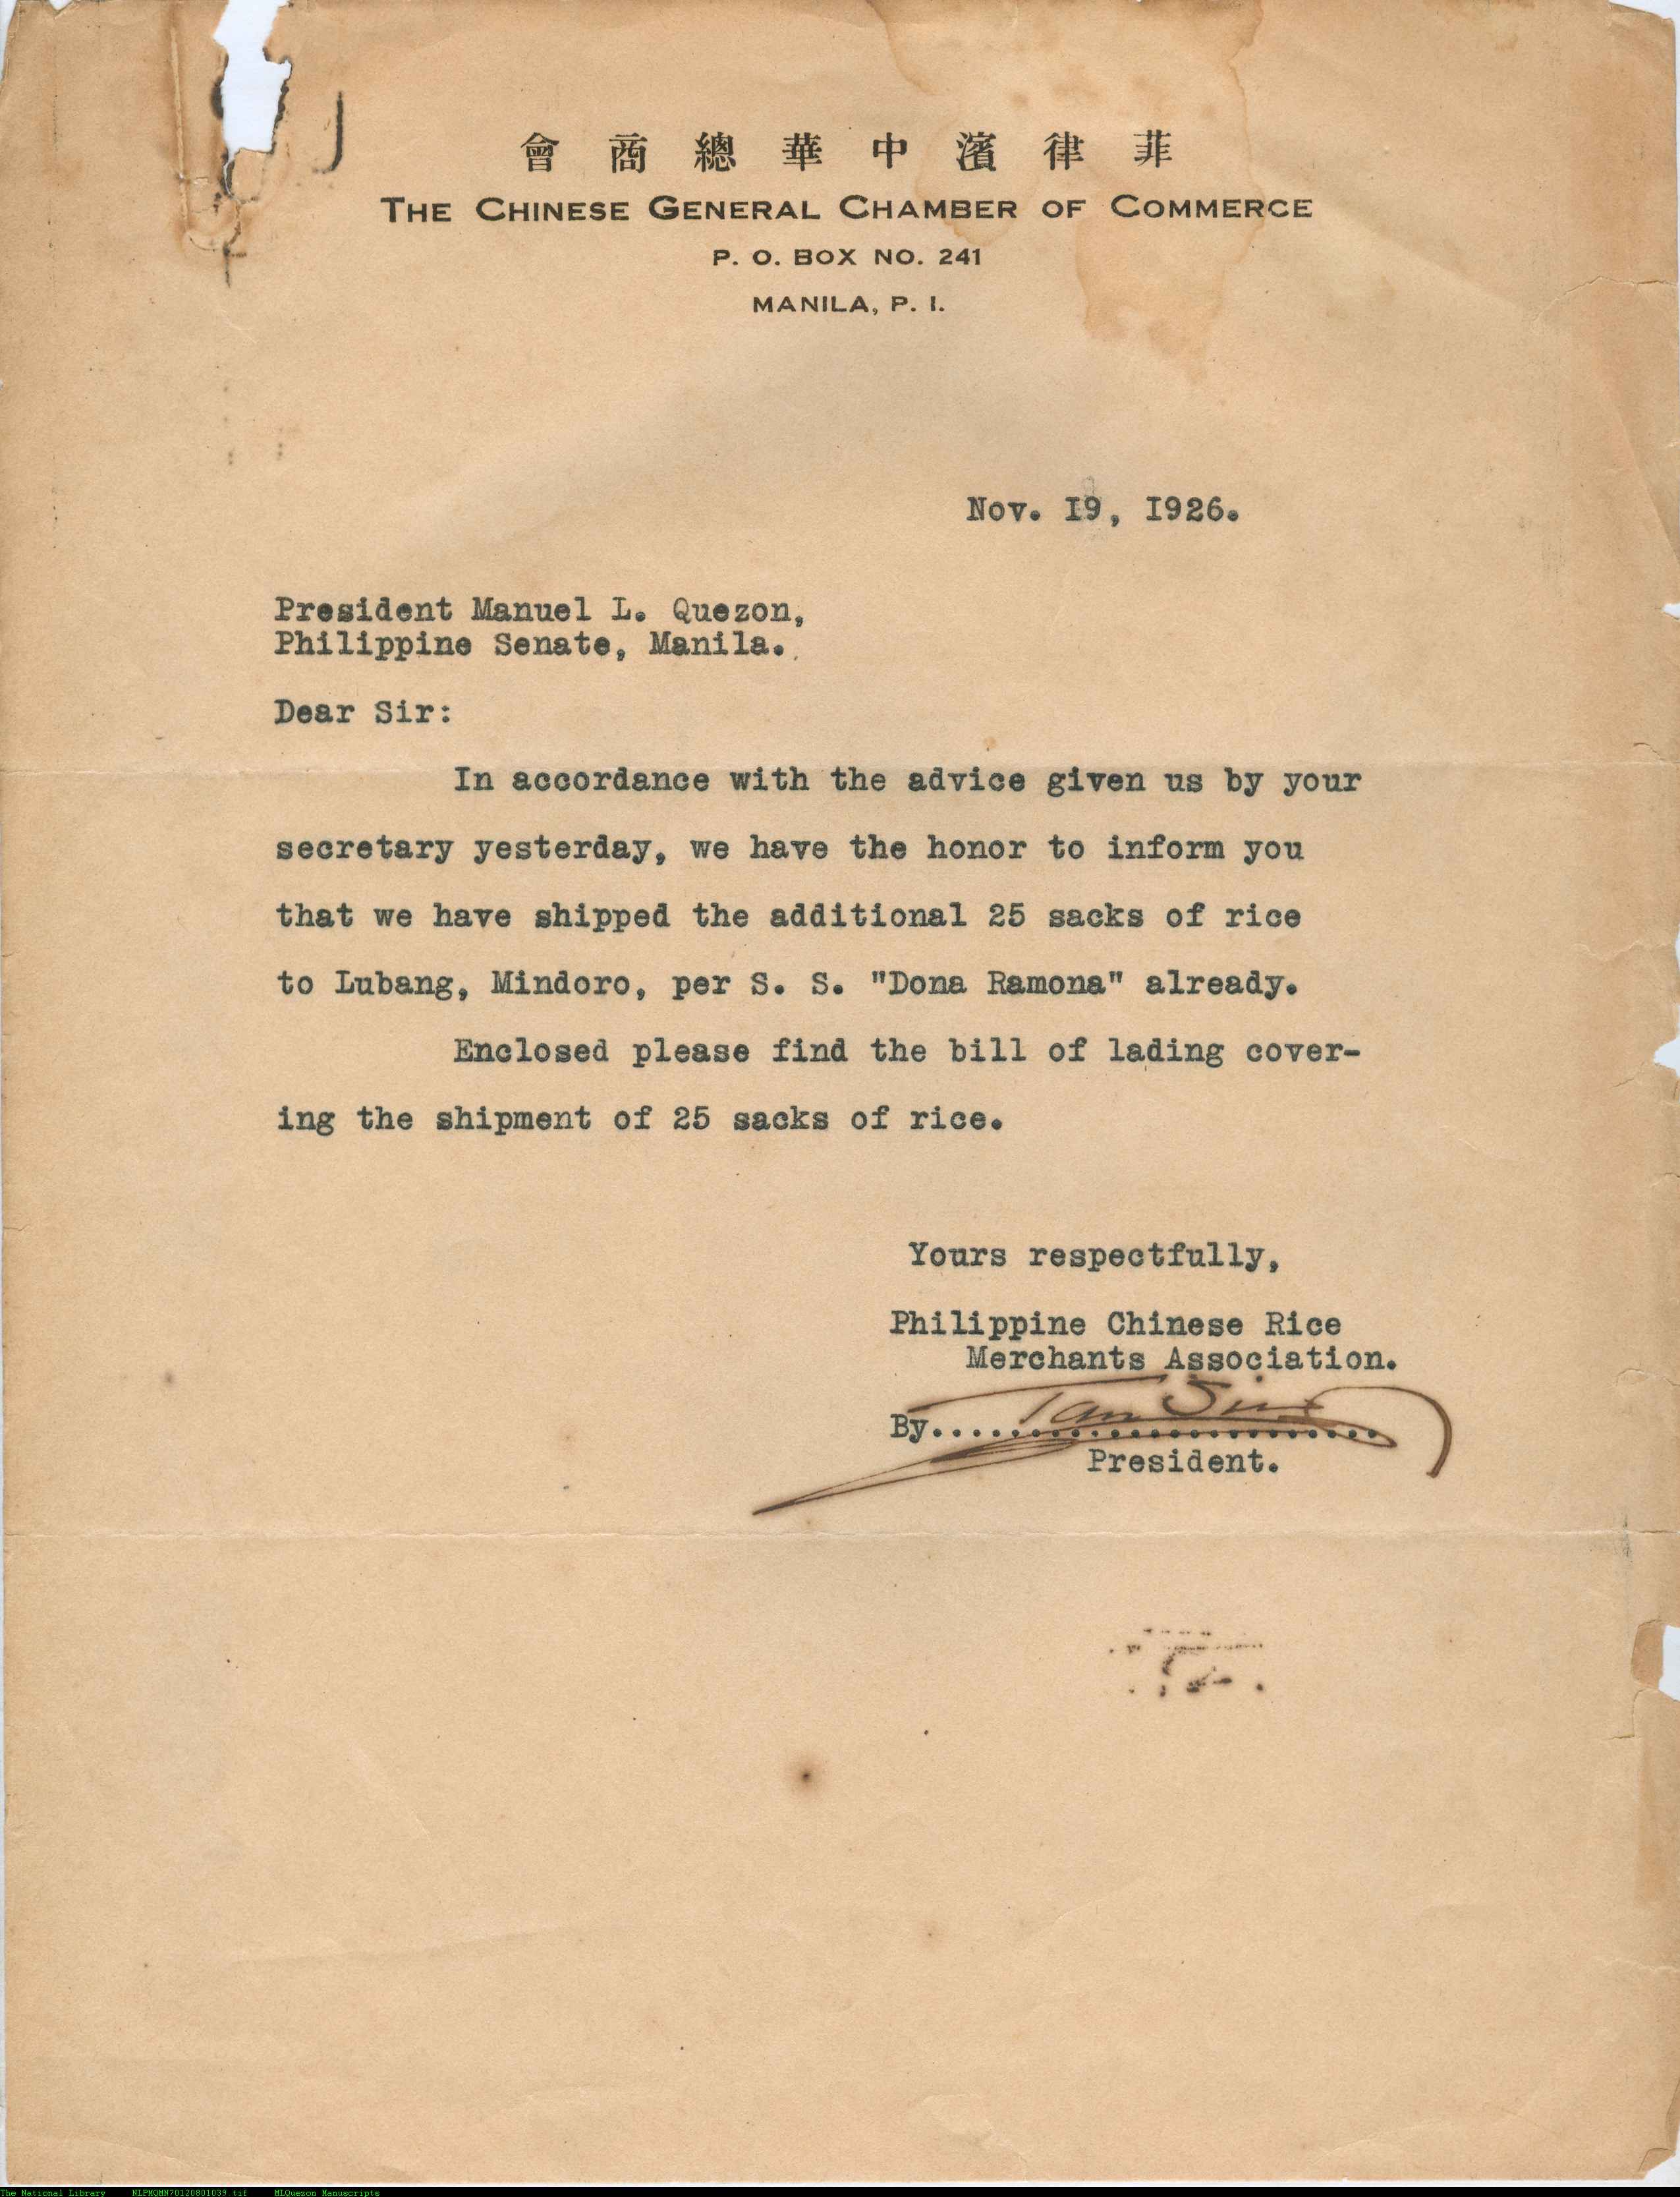 會商總華中濱律菲
THE CHINESE GENERAL CHAMBER OF COMMERCE
P. O. BOX NO. 241
MANILA, P. I.
Nov. 19, 1926.
President Manuel L. Quezon,
Philippine Senate, Manila.
Dear Sir:
In accordance with the advice given us by your
secretary yesterday, we have the honor to inform you
that we have shipped the additional 25 sacks of rice
to Lubang, Mindoro, per S. S. "Dona Ramona" already.
Enclosed please find the bill of lading cover-
ing the shipment of 25 sacks of rice.
Yours respectfully,
Philippine Chinese Rice
Merchants Association.
By..........................
President.
The National Library NLPMQMN70120801039.tif MLQuezon Manuscripts